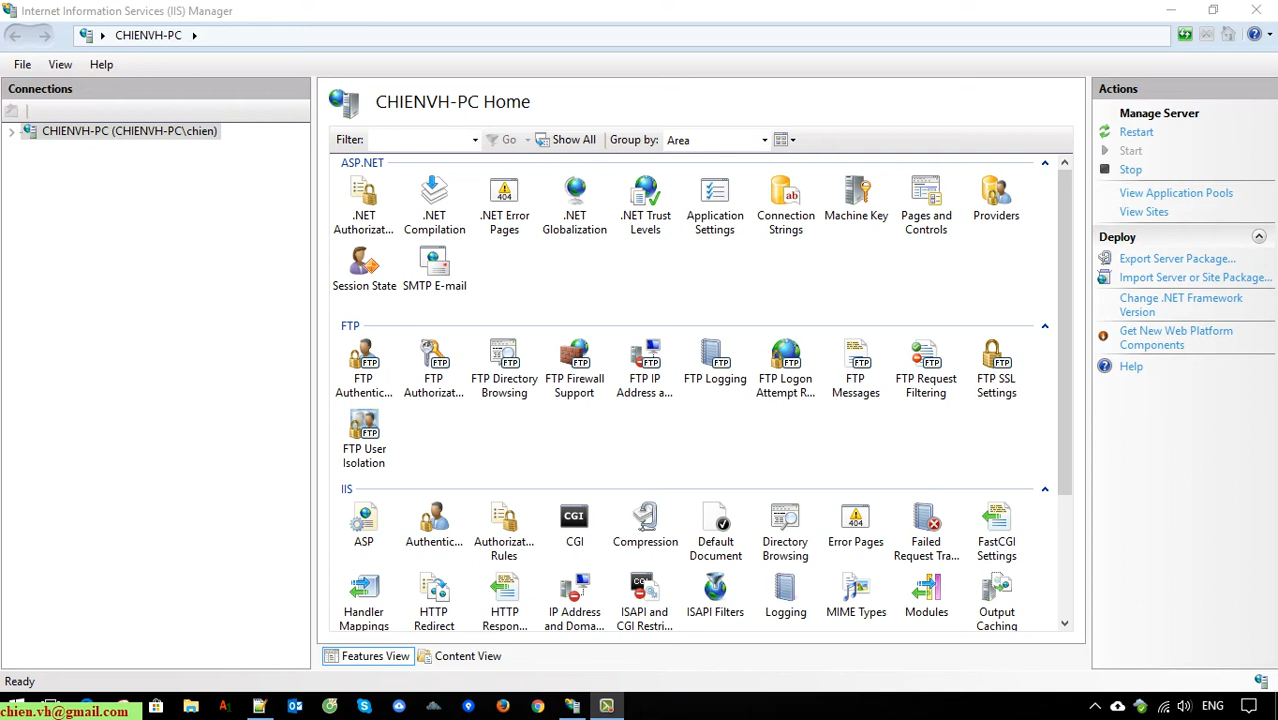 Internet Information Services (IIS) Manager
CHIENVH-PC
File View Help
Connections
CHIENVH-PC (CHIENVH-PC\chien)
CHIENVH-PC Home
Filter: Go Show All Group by: Area
ASP.NET
.NET Authorizat...
.NET Compilation
.NET Error Pages
.NET Globalization
.NET Trust Levels
Application Settings
Connection Strings
Machine Key
Pages and Controls
Providers
Session State
SMTP E-mail
FTP
FTP Authentic...
FTP Authorizat...
FTP Directory Browsing
FTP Firewall Support
FTP IP Address a...
FTP Logging
FTP Logon Attempt R...
FTP Messages
FTP Request Filtering
FTP SSL Settings
FTP User Isolation
IIS
ASP
Authentic...
Authorizat... Rules
CGI
Compression
Default Document
Directory Browsing
Error Pages
Failed Request Tra...
FastCGI Settings
Handler Mappings
HTTP Redirect
HTTP Respon...
IP Address and Doma...
ISAPI and CGI Restri...
ISAPI Filters
Logging
MIME Types
Modules
Output Caching
Features View Content View
Actions
Manage Server
Restart
Start
Stop
View Application Pools
View Sites
Deploy
Export Server Package...
Import Server or Site Package...
Change .NET Framework
Version
Get New Web Platform
Components
Help
Ready
chien.vh@gmail.com
ENG